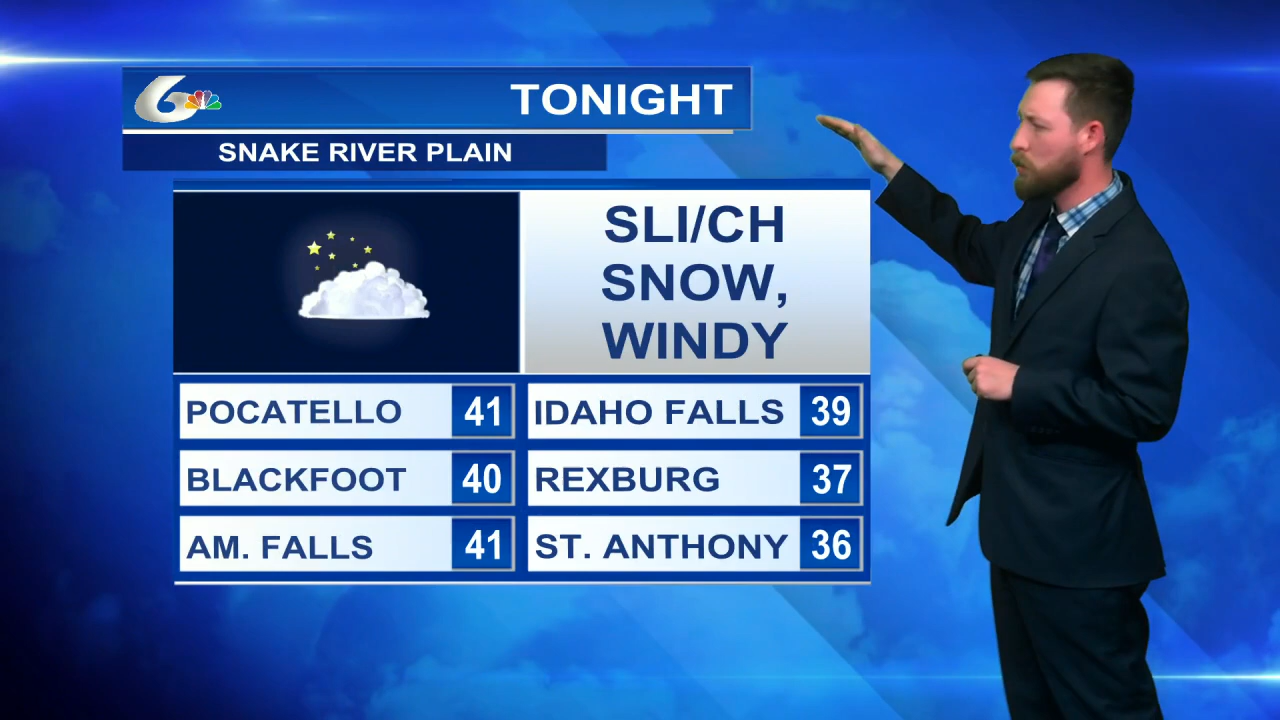 6
TONIGHT
SNAKE RIVER PLAIN
SLI/CH
SNOW,
WINDY
POCATELLO 41
IDAHO FALLS 39
BLACKFOOT 40
REXBURG 37
AM. FALLS 41
ST. ANTHONY 36